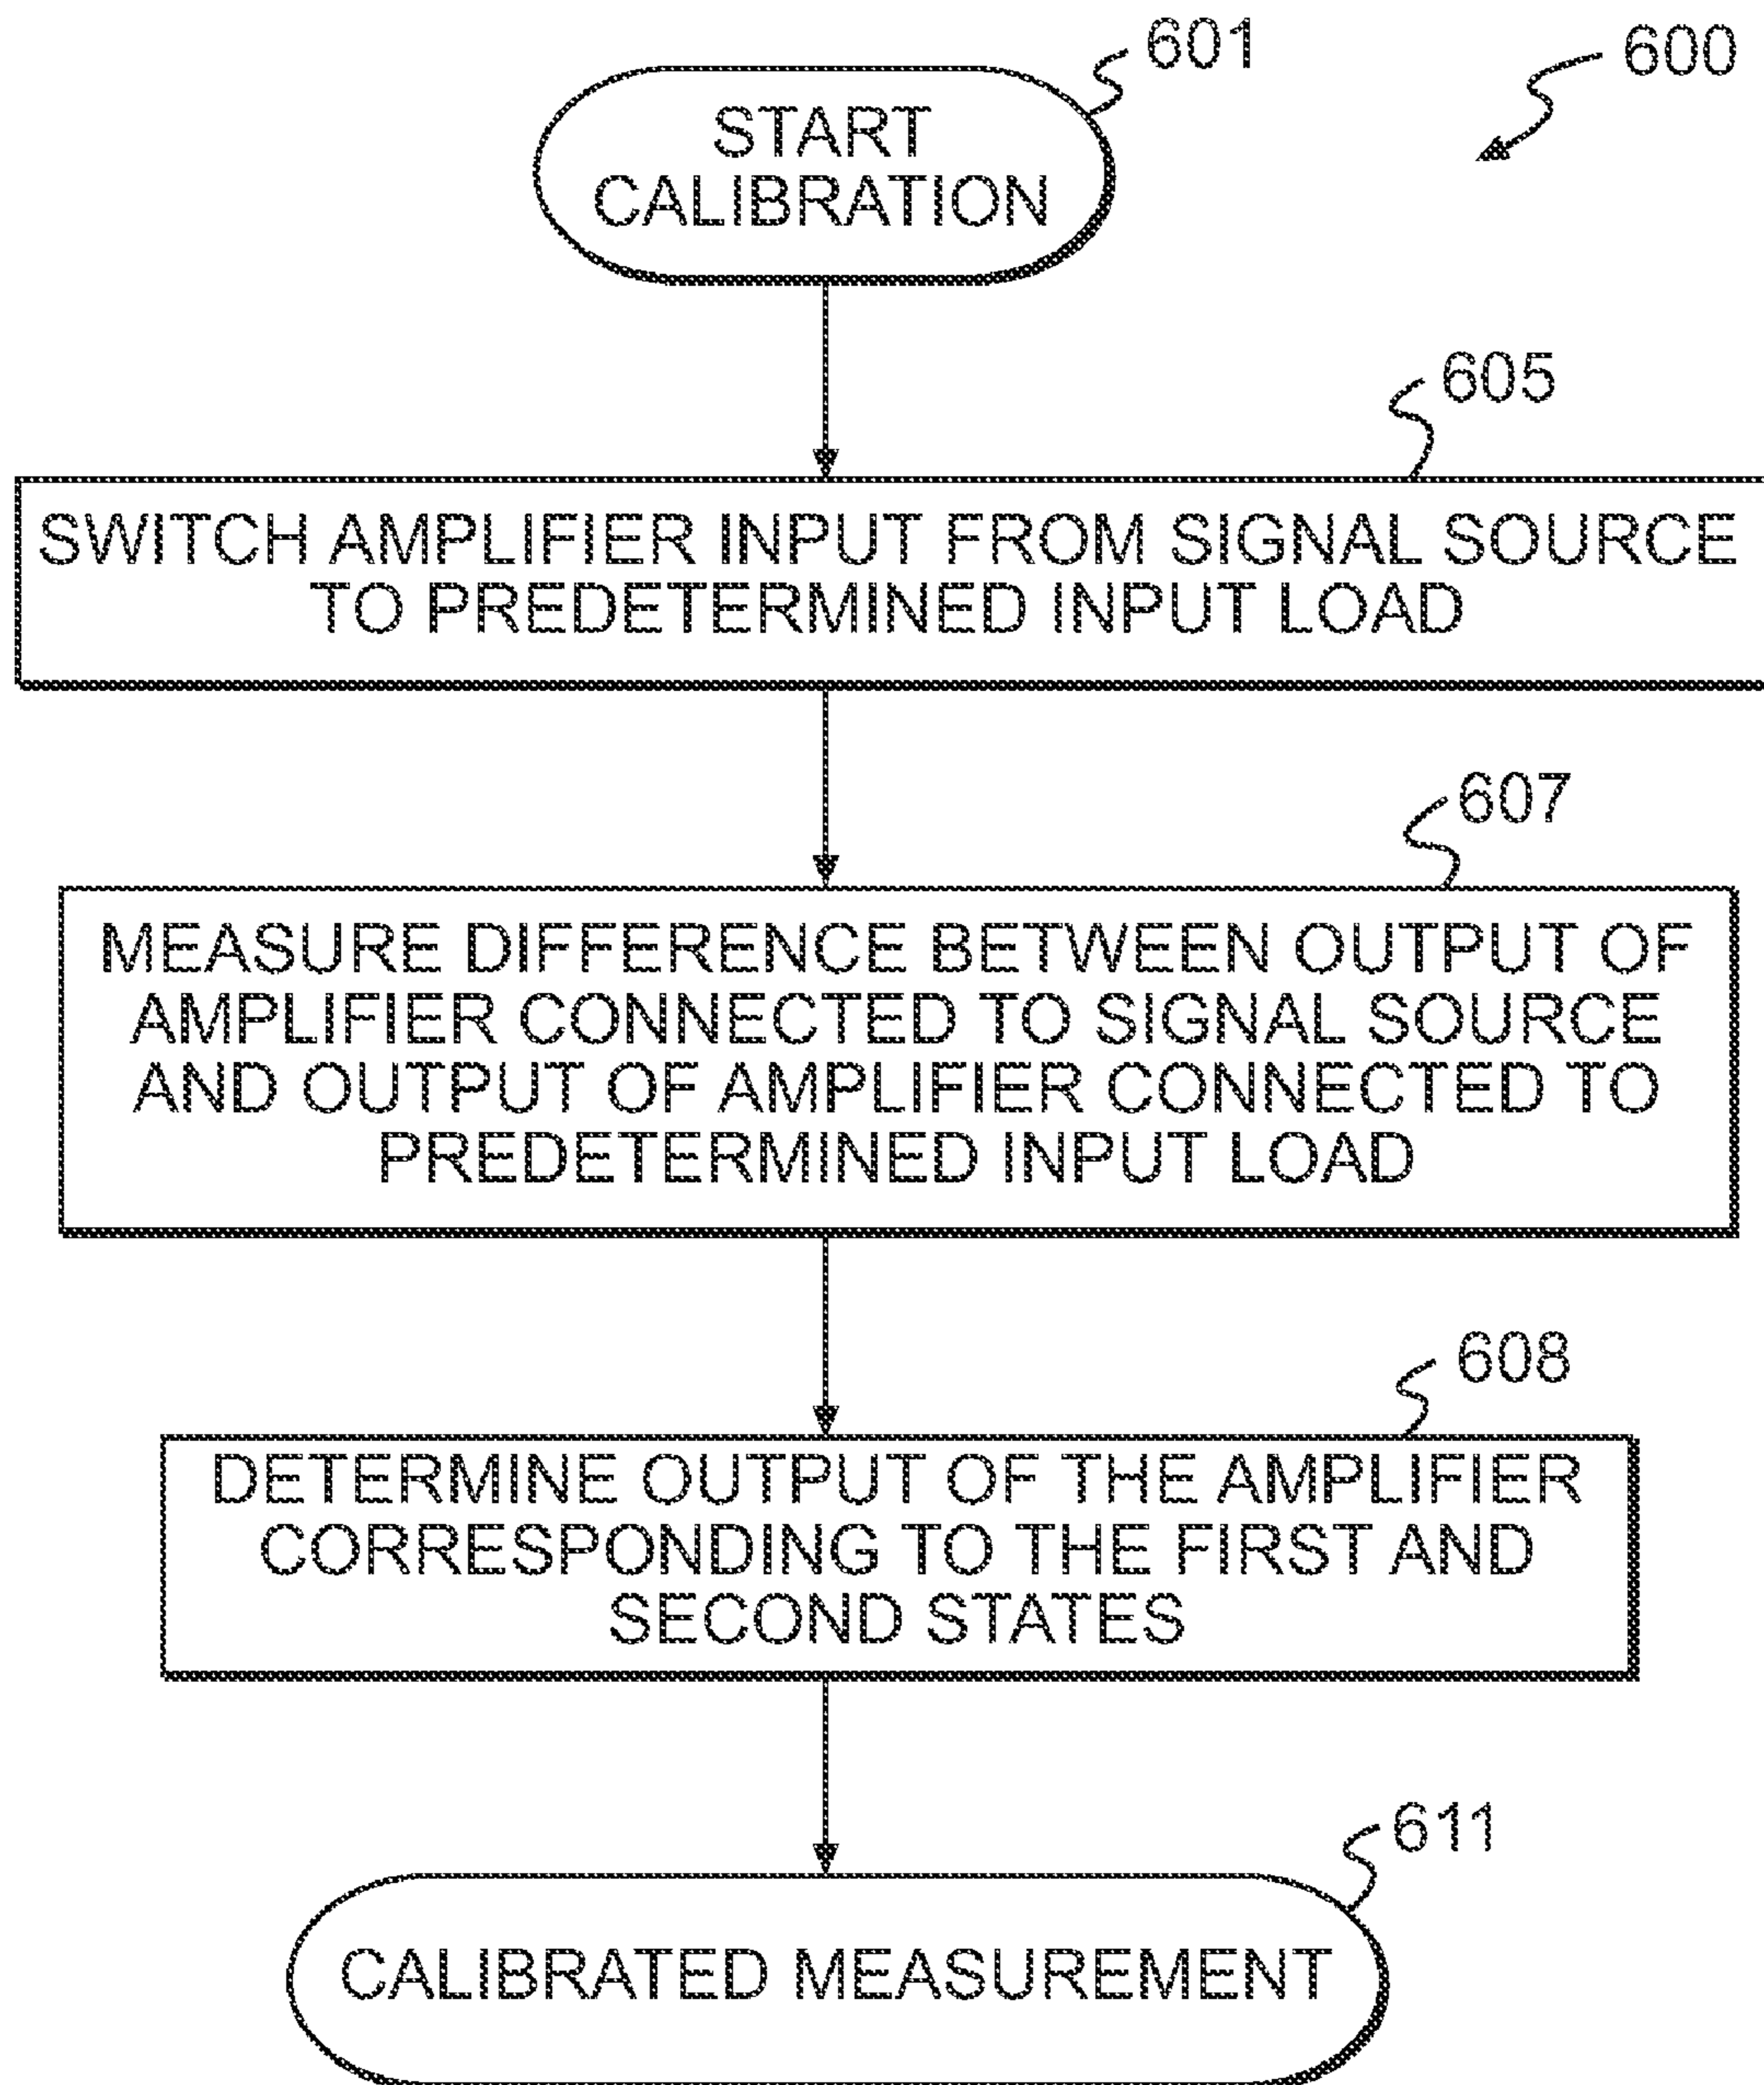 601
600
START
CALIBRATION
605
SWITCH AMPLIFIER INPUT FROM SIGNAL SOURCE
TO PREDETERMINED INPUT LOAD
607
MEASURE DIFFERENCE BETWEEN OUTPUT OF
AMPLIFIER CONNECTED TO SIGNAL SOURCE
AND OUTPUT OF AMPLIFIER CONNECTED TO
PREDETERMINED INPUT LOAD
608
DETERMINE OUTPUT OF THE AMPLIFIER
CORRESPONDING TO THE FIRST AND
SECOND STATES
611
CALIBRATED MEASUREMENT